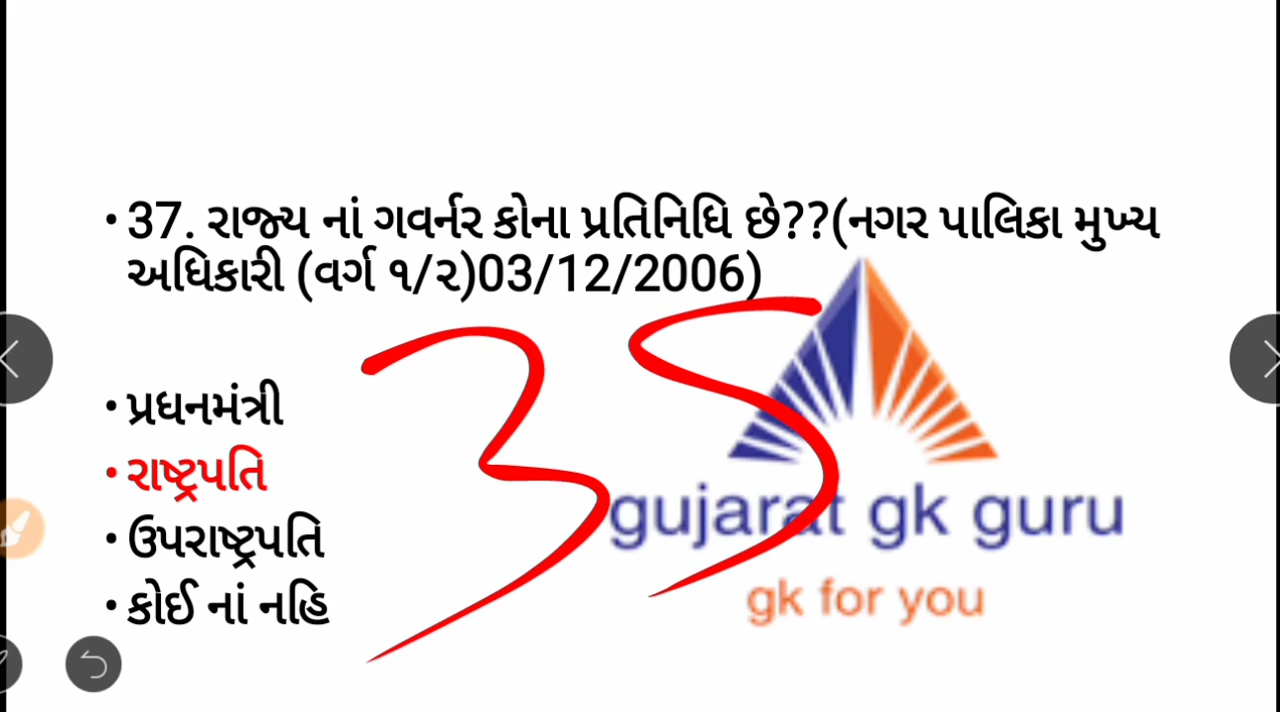 • 37. રાજ્ય નાં ગવર્નર કોના પ્રતિનિધિ છે??(નગર પાલિકા મુખ્ય
અધિકારી (વર્ગ ૧/૨)03/12/2006)
• પ્રધનમંત્રી
• રાષ્ટ્રપતિ
• ઉપરાષ્ટ્રપતિ
• કોઈ નાં નહિ
35
gujarat gk guru
gk for you